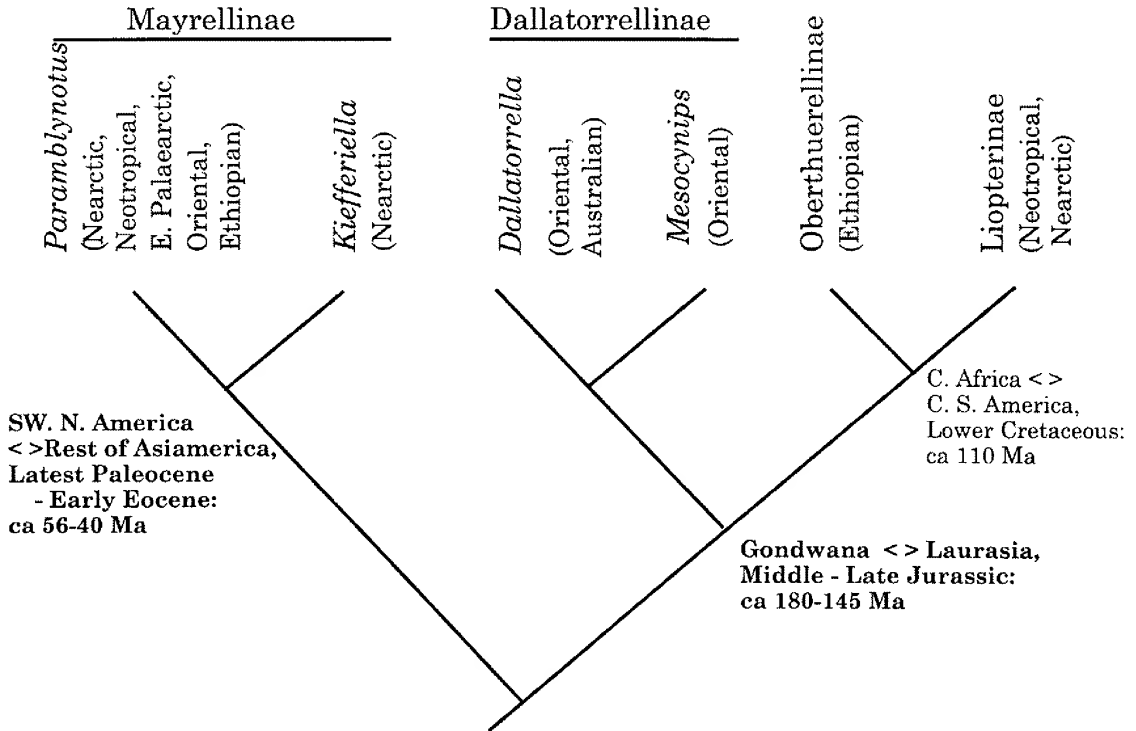 Mayrellinae
Dallatorrellinae
Paramblynotus
(Nearctic,
Neotropical,
E. Palaearctic,
Oriental,
Ethiopian)
Kiefferiella
(Nearctic)
Dallatorrella
(Oriental,
Australian)
Mesocynips
(Oriental)
Oberthuerellinae
(Ethiopian)
Liopterinae
(Neotropical,
Nearctic)
SW. N. America
< >Rest of Asiamerica,
Latest Paleocene
- Early Eocene:
ca 56-40 Ma
C. Africa < >
C. S. America,
Lower Cretaceous:
ca 110 Ma
Gondwana < > Laurasia,
Middle - Late Jurassic:
ca 180-145 Ma